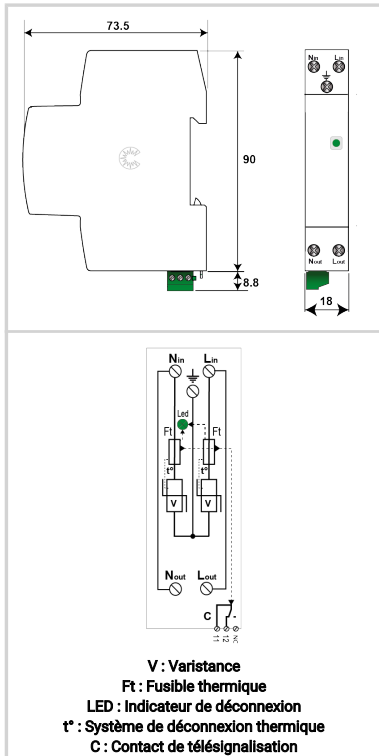 73.5
Nin Lin
90
Nout Lout
8.8
18
Nin Lin
Led
Ft Ft
t° t°
V V
Nout Lout
C
11 12 NC
V : Varistance
Ft : Fusible thermique
LED : Indicateur de déconnexion
t° : Système de déconnexion thermique
C : Contact de télésignalisation